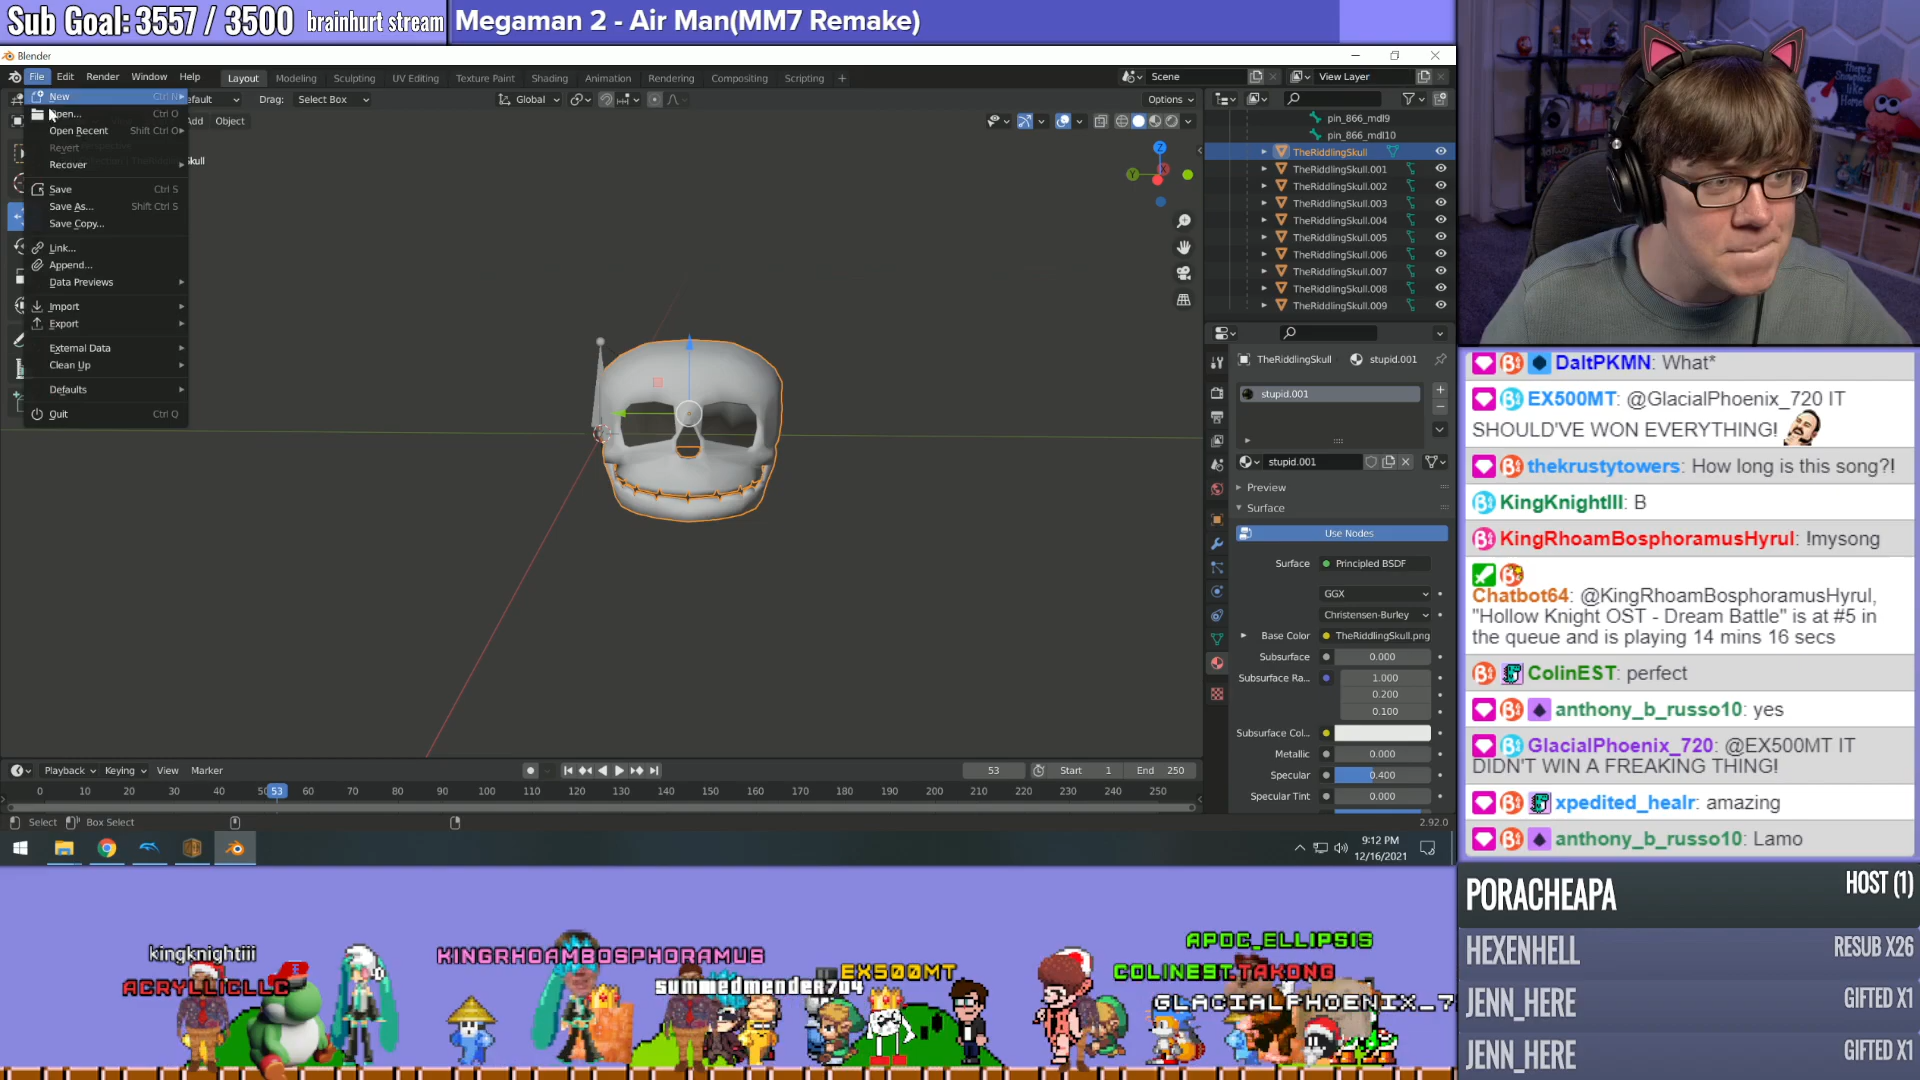 Sub Goal: 3557 / 3500 brainhurt stream
Megaman 2 - Air Man(MM7 Remake)
Blender
File Edit Render Window Help
Layout Modeling Sculpting UV Editing Texture Paint Shading Animation Rendering Compositing Scripting
Scene
View Layer
Drag: Select Box
Global
Options
Add Object
New Ctrl N
Open... Ctrl O
Open Recent Shift Ctrl O
Revert
Recover
Save Ctrl S
Save As... Shift Ctrl S
Save Copy...
Link...
Append...
Data Previews
Import
Export
External Data
Clean Up
Defaults
Quit Ctrl Q
Z
Y
X
pin_866_mdl9
pin_866_mdl10
TheRiddlingSkull
TheRiddlingSkull.001
TheRiddlingSkull.002
TheRiddlingSkull.003
TheRiddlingSkull.004
TheRiddlingSkull.005
TheRiddlingSkull.006
TheRiddlingSkull.007
TheRiddlingSkull.008
TheRiddlingSkull.009
TheRiddlingSkull stupid.001
stupid.001
stupid.001
Preview
Surface
Use Nodes
Surface Principled BSDF
GGX
Christensen-Burley
Base Color TheRiddlingSkull.png
Subsurface 0.000
Subsurface Ra... 1.000
0.200
0.100
Subsurface Col...
Metallic 0.000
Specular 0.400
Specular Tint 0.000
Playback Keying View Marker
53 Start 1 End 250
0 10 20 30 40 50 53 60 70 80 90 100 110 120 130 140 150 160 170 180 190 200 210 220 230 240 250
Select Box Select
2.92.0
9:12 PM
12/16/2021
DaltPKMN: What*
EX500MT: @GlacialPhoenix_720 IT
SHOULD'VE WON EVERYTHING!
thekrustytowers: How long is this song?!
KingKnightIII: B
KingRhoamBosphoramusHyrul: !mysong
Chatbot64: @KingRhoamBosphoramusHyrul,
"Hollow Knight OST - Dream Battle" is at #5 in
the queue and is playing 14 mins 16 secs
ColinEST: perfect
anthony_b_russo10: yes
GlacialPhoenix_720: @EX500MT IT
DIDN'T WIN A FREAKING THING!
xpedited_healr: amazing
anthony_b_russo10: Lamo
PORACHEAPA HOST (1)
HEXENHELL RESUB X26
JENN_HERE GIFTED X1
JENN_HERE GIFTED X1
kingknightiii
ACRYLLICLLC
KINGRHOAMBOSPHORAMUS
summedmender704
EX500MT
APOC_ELLIPSIS
COLINEST
TAKDNG
GLACIALPHOENIX_7